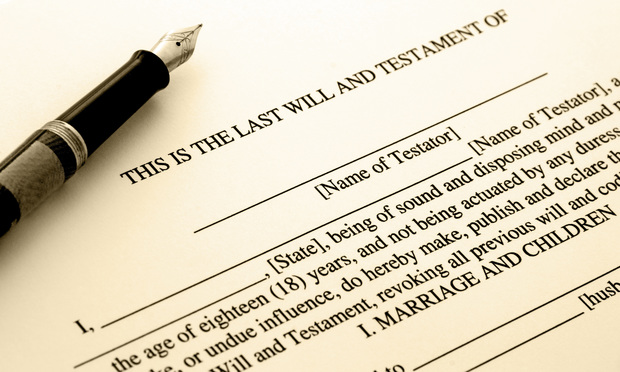 THIS IS THE LAST WILL AND TESTAMENT OF
[Name of Testator]
I, [Name of Testator], a
[State], being of sound and disposing mind and
the age of eighteen (18) years, and not being actuated by any duress
or undue influence, do hereby make, publish and declare
Will and Testament, revoking all previous will and
I. MARRIAGE AND CHILDREN
to